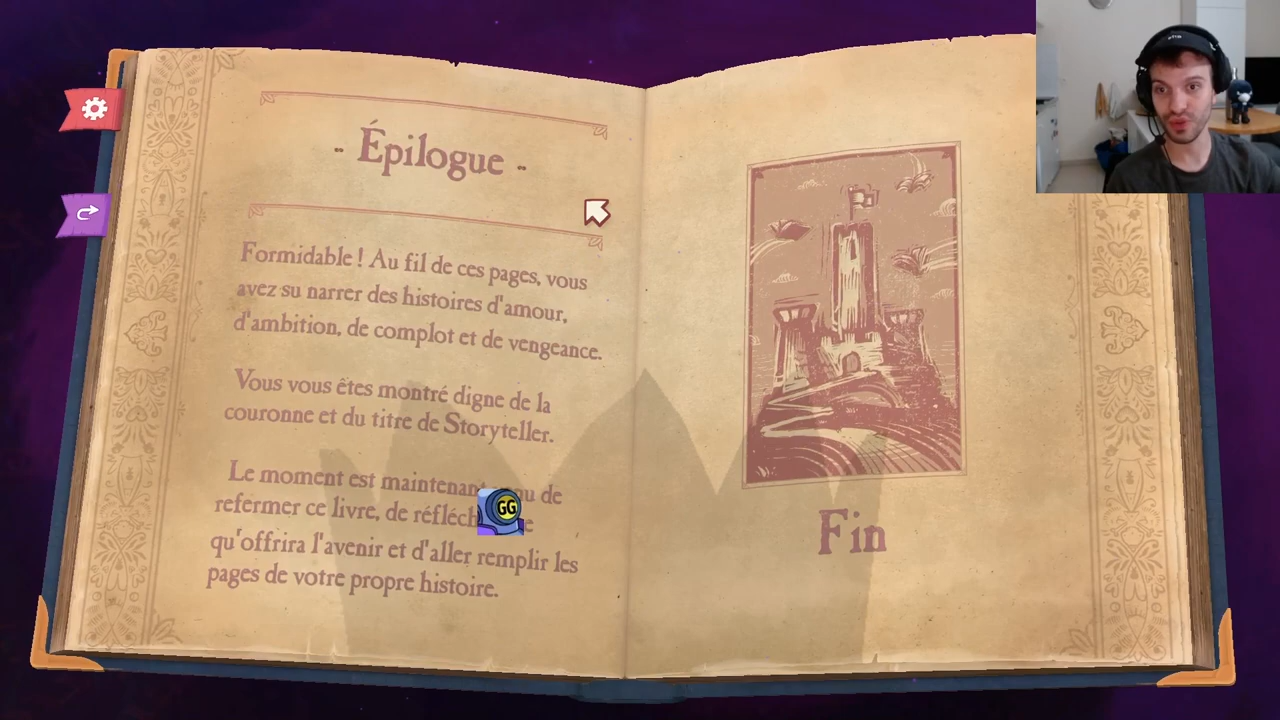 - Épilogue -
Formidable ! Au fil de ces pages, vous
avez su narrer des histoires d'amour,
d'ambition, de complot et de vengeance.
Vous vous êtes montré digne de la
couronne et du titre de Storyteller.
Le moment est maintenant de
refermer ce livre, de
qu'offrira l'avenir et d'aller remplir les
pages de votre propre histoire.
GG
Fin